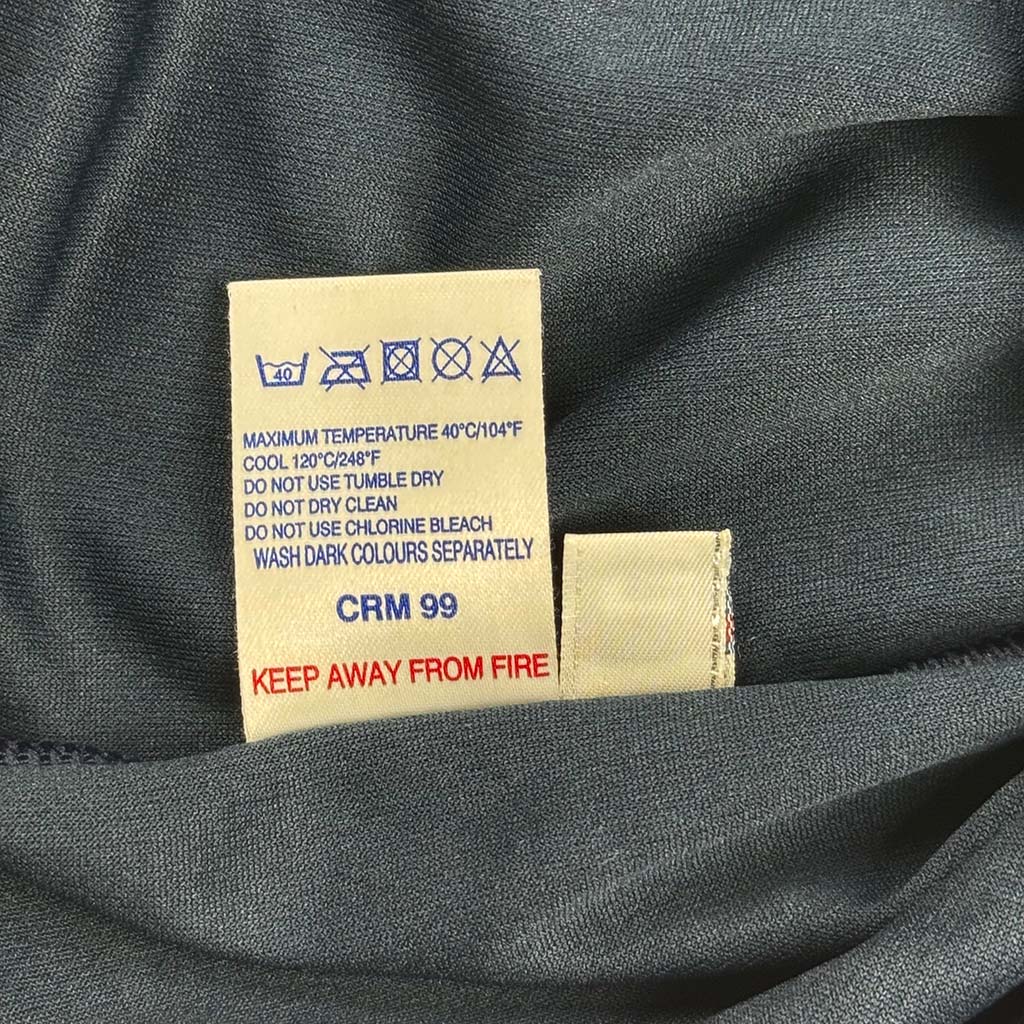 40
MAXIMUM TEMPERATURE 40°C/104°F
COOL 120°C/248°F
DO NOT USE TUMBLE DRY
DO NOT DRY CLEAN
DO NOT USE CHLORINE BLEACH
WASH DARK COLOURS SEPARATELY
CRM 99
KEEP AWAY FROM FIRE